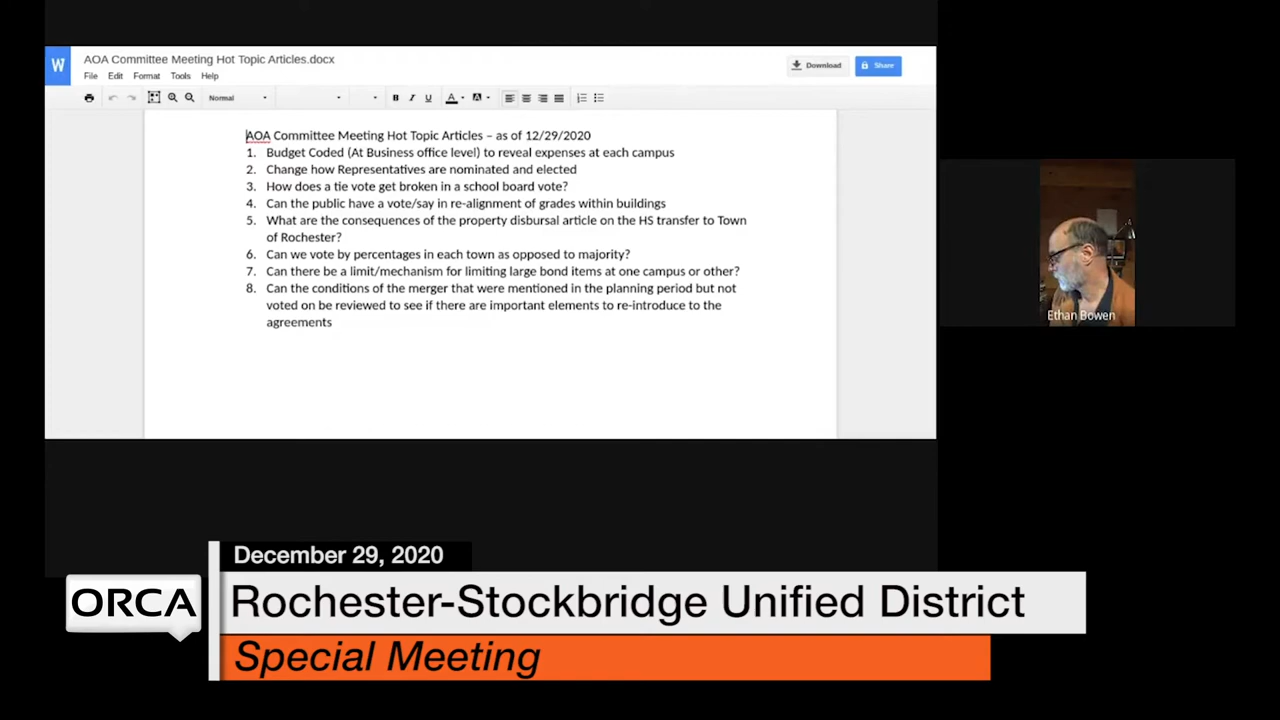 AOA Committee Meeting Hot Topic Articles.docx
File Edit Format Tools Help
Download
Share
Normal
B I U A A
AOA Committee Meeting Hot Topic Articles – as of 12/29/2020
1. Budget Coded (At Business office level) to reveal expenses at each campus
2. Change how Representatives are nominated and elected
3. How does a tie vote get broken in a school board vote?
4. Can the public have a vote/say in re-alignment of grades within buildings
5. What are the consequences of the property disbursal article on the HS transfer to Town
of Rochester?
6. Can we vote by percentages in each town as opposed to majority?
7. Can there be a limit/mechanism for limiting large bond items at one campus or other?
8. Can the conditions of the merger that were mentioned in the planning period but not
voted on be reviewed to see if there are important elements to re-introduce to the
agreements
Ethan Bowen
December 29, 2020
ORCA
Rochester-Stockbridge Unified District
Special Meeting